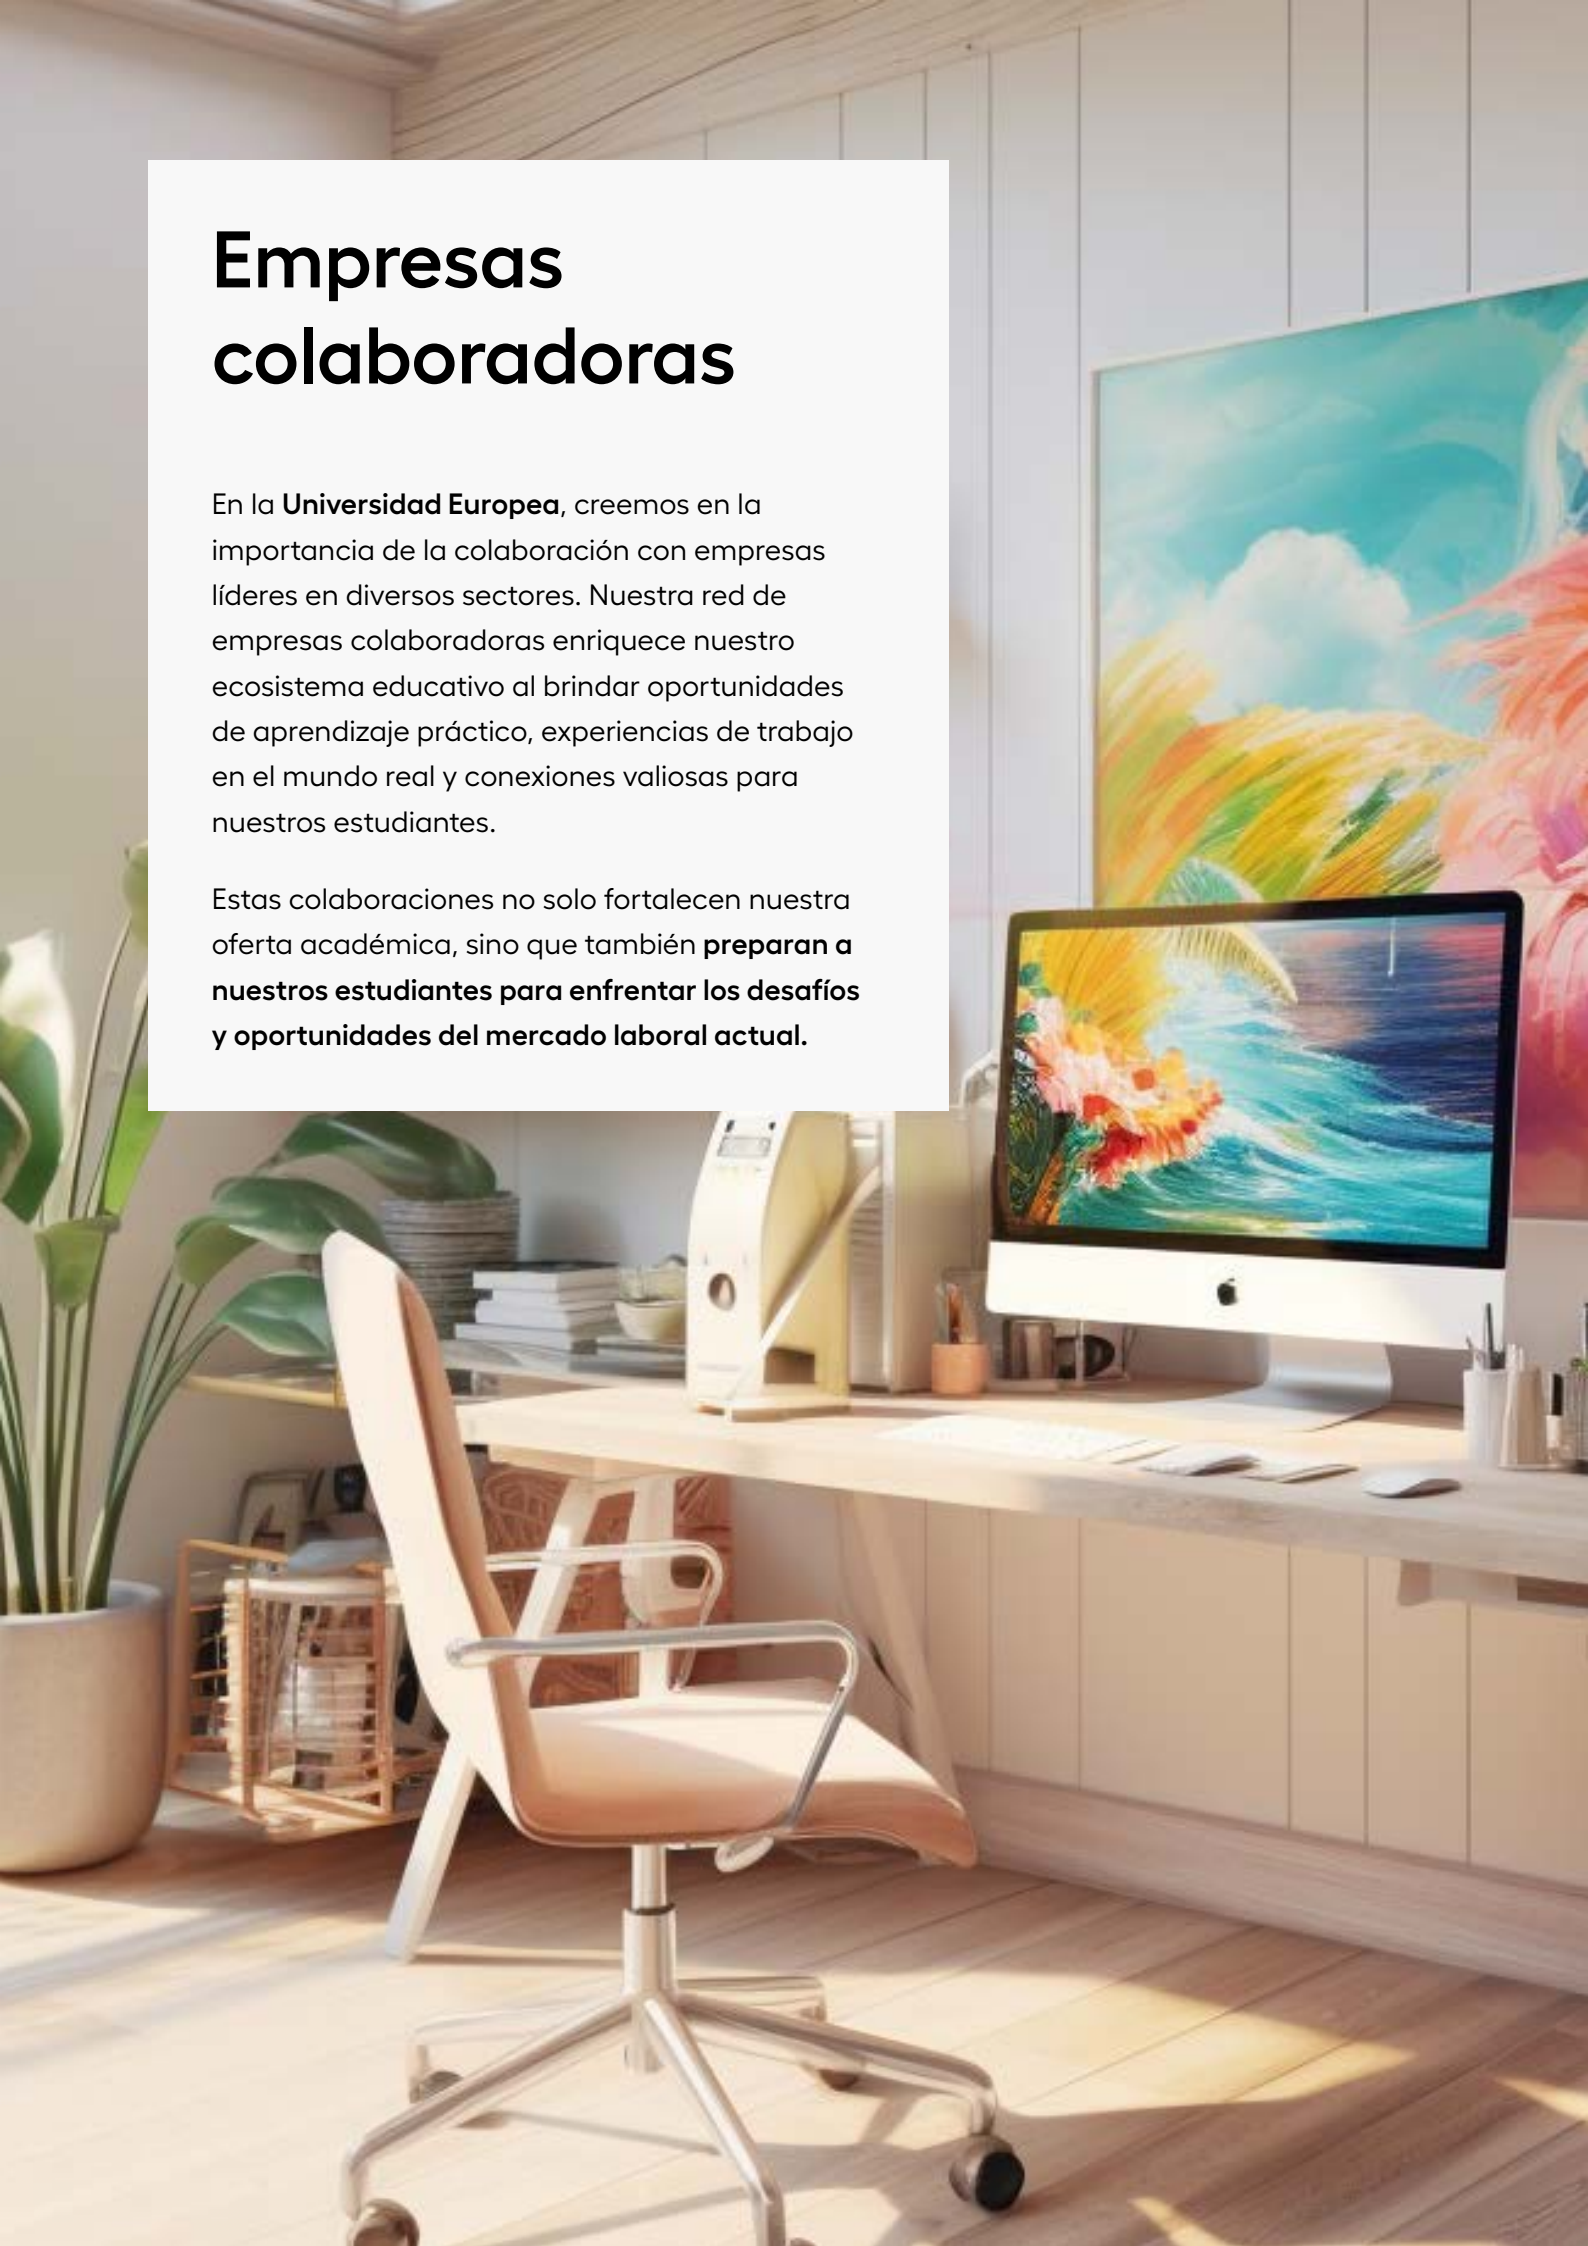 Empresas
colaboradoras
En la Universidad Europea, creemos en la
importancia de la colaboración con empresas
líderes en diversos sectores. Nuestra red de
empresas colaboradoras enriquece nuestro
ecosistema educativo al brindar oportunidades
de aprendizaje práctico, experiencias de trabajo
en el mundo real y conexiones valiosas para
nuestros estudiantes.
Estas colaboraciones no solo fortalecen nuestra
oferta académica, sino que también preparan a
nuestros estudiantes para enfrentar los desafíos
y oportunidades del mercado laboral actual.